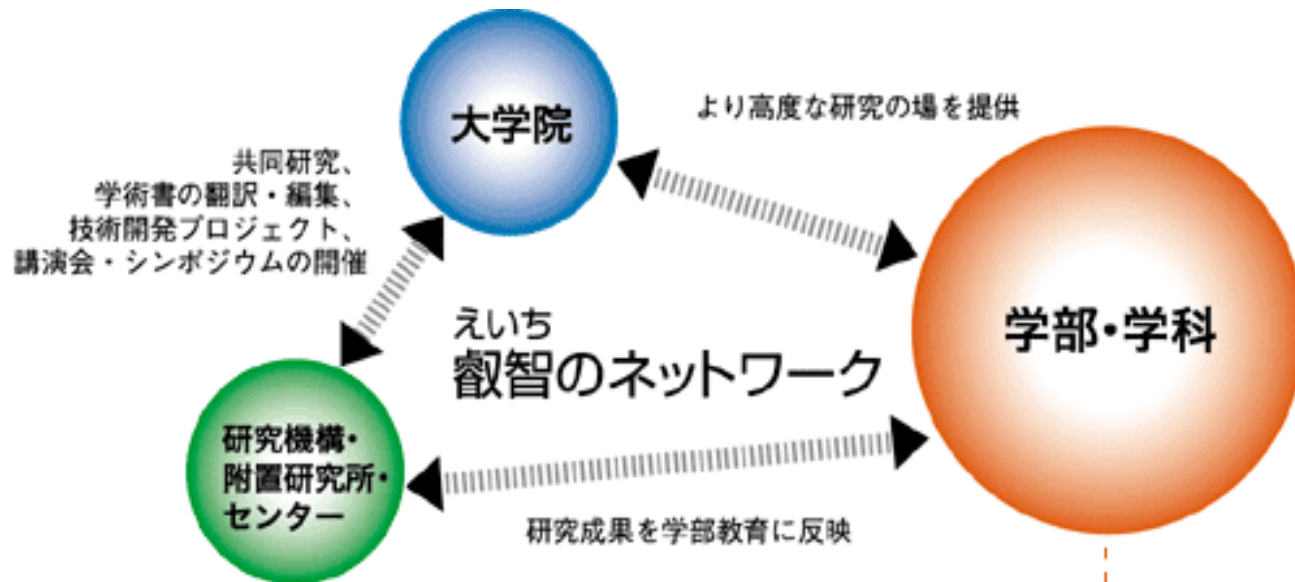 大学院
より高度な研究の場を提供
共同研究、
学術書の翻訳・編集、
技術開発プロジェクト、
講演会・シンポジウムの開催
学部・学科
えいち
叡智のネットワーク
研究機構・
附置研究所・
センター
研究成果を学部教育に反映